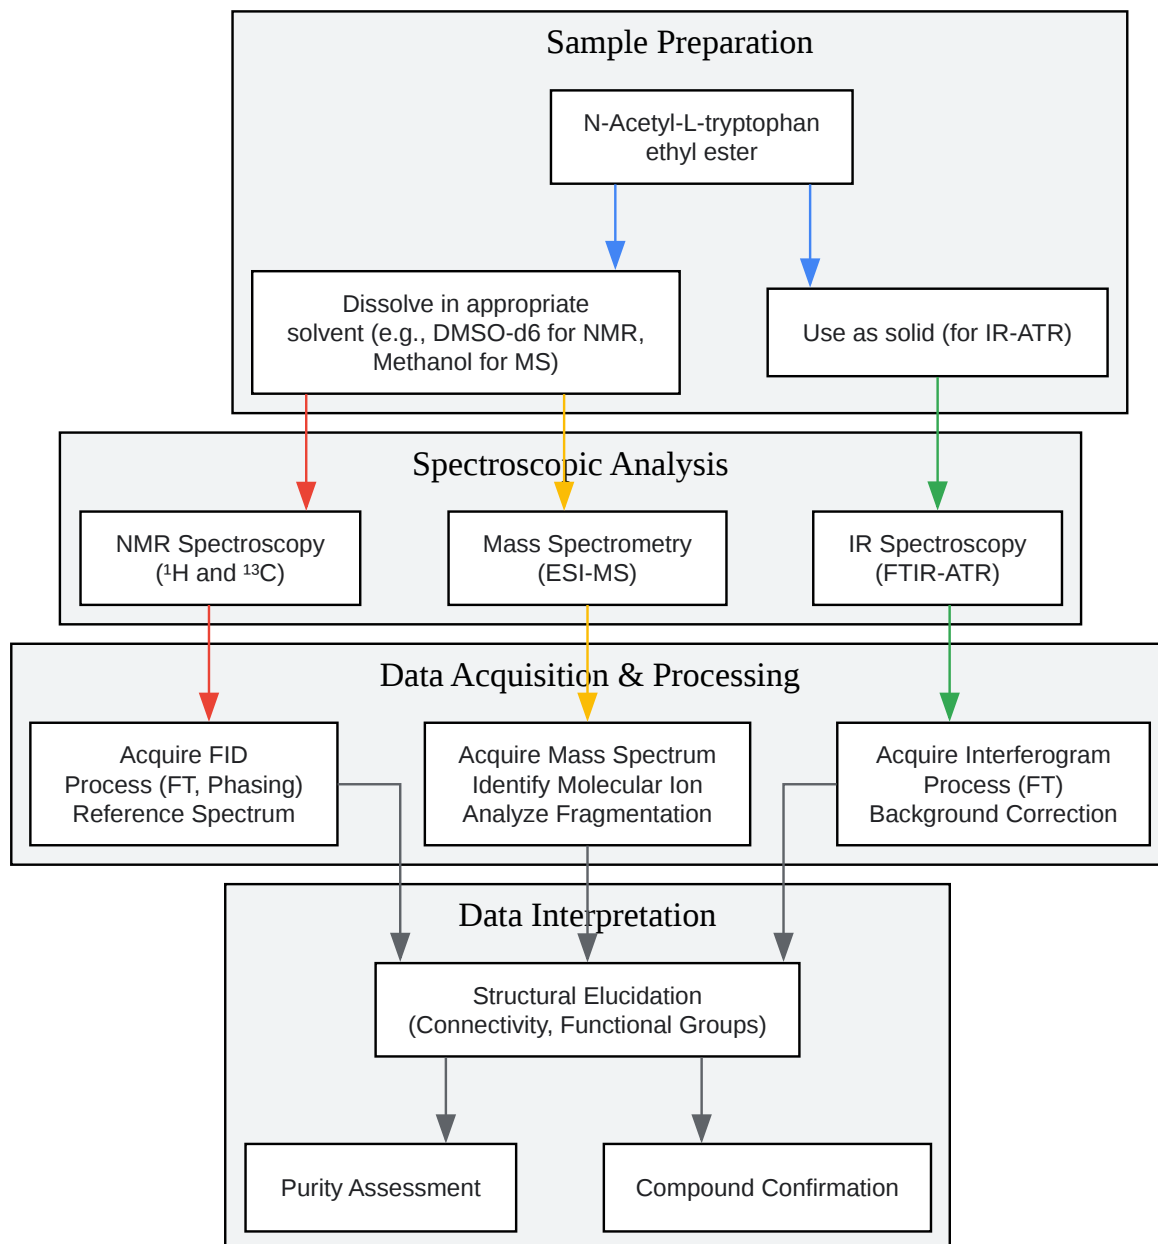 Sample Preparation
N-Acetyl-L-tryptophan
ethyl ester
Dissolve in appropriate
solvent (e.g., DMSO-d6 for NMR,
Methanol for MS)
Use as solid (for IR-ATR)
Spectroscopic Analysis
NMR Spectroscopy
(¹H and ¹³C)
Mass Spectrometry
(ESI-MS)
IR Spectroscopy
(FTIR-ATR)
Data Acquisition & Processing
Acquire FID
Process (FT, Phasing)
Reference Spectrum
Acquire Mass Spectrum
Identify Molecular Ion
Analyze Fragmentation
Acquire Interferogram
Process (FT)
Background Correction
Data Interpretation
Structural Elucidation
(Connectivity, Functional Groups)
Purity Assessment
Compound Confirmation